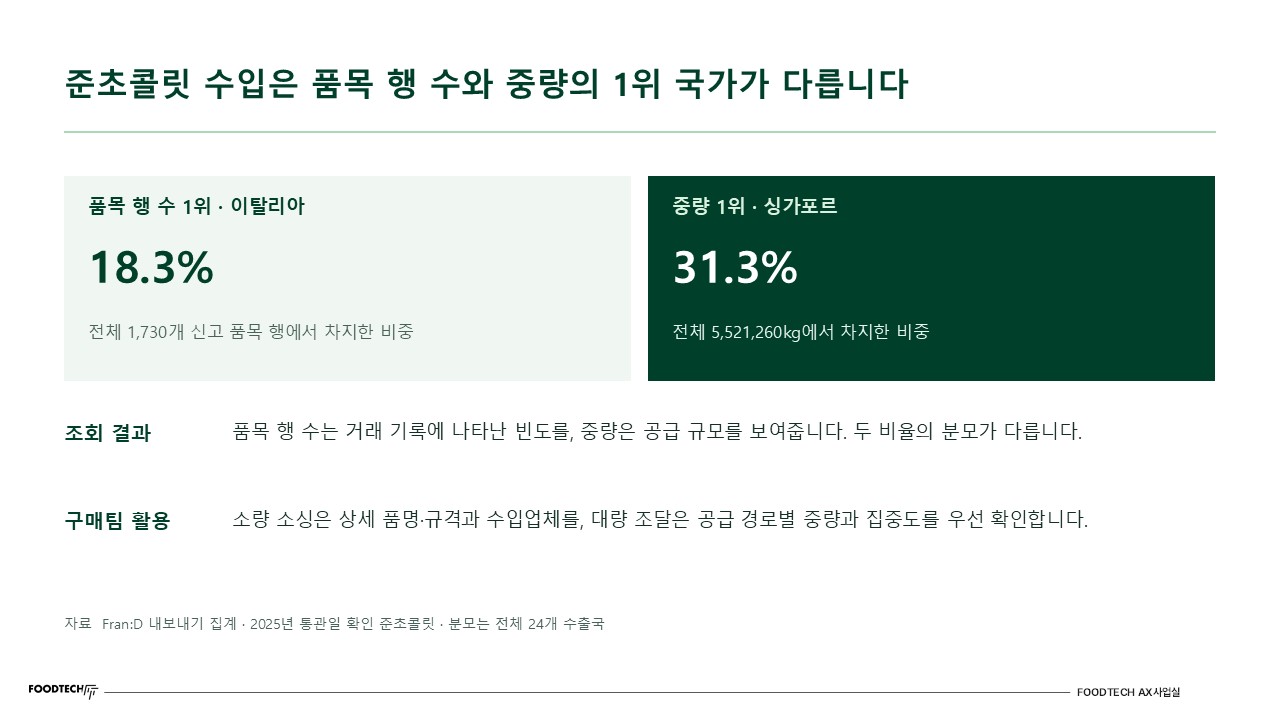 준초콜릿 수입은 품목 행 수와 중량의 1위 국가가 다릅니다
품목 행 수 1위 · 이탈리아
18.3%
전체 1,730개 신고 품목 행에서 차지한 비중
중량 1위 · 싱가포르
31.3%
전체 5,521,260kg에서 차지한 비중
조회 결과
품목 행 수는 거래 기록에 나타난 빈도를, 중량은 공급 규모를 보여줍니다. 두 비율의 분모가 다릅니다.
구매팀 활용
소량 소싱은 상세 품명·규격과 수입업체를, 대량 조달은 공급 경로별 중량과 집중도를 우선 확인합니다.
자료 Fran:D 내보내기 집계 · 2025년 통관일 확인 준초콜릿 · 분모는 전체 24개 수출국
FOODTECH
FOODTECH AX사업실